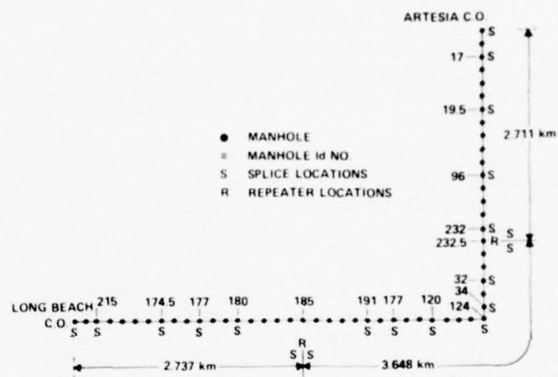 ARTESIA C.O.
S
17 S
19.5 S
2.711 km
● MANHOLE
# MANHOLE Id NO.
S SPLICE LOCATIONS
R REPEATER LOCATIONS
96 S
232 S
232.5 R S
S
32 S
34
124 S
LONG BEACH 215 174.5 177 180 185 191 177 120
C.O.
S S S S S S S S
R
S S
2.737 km 3.648 km